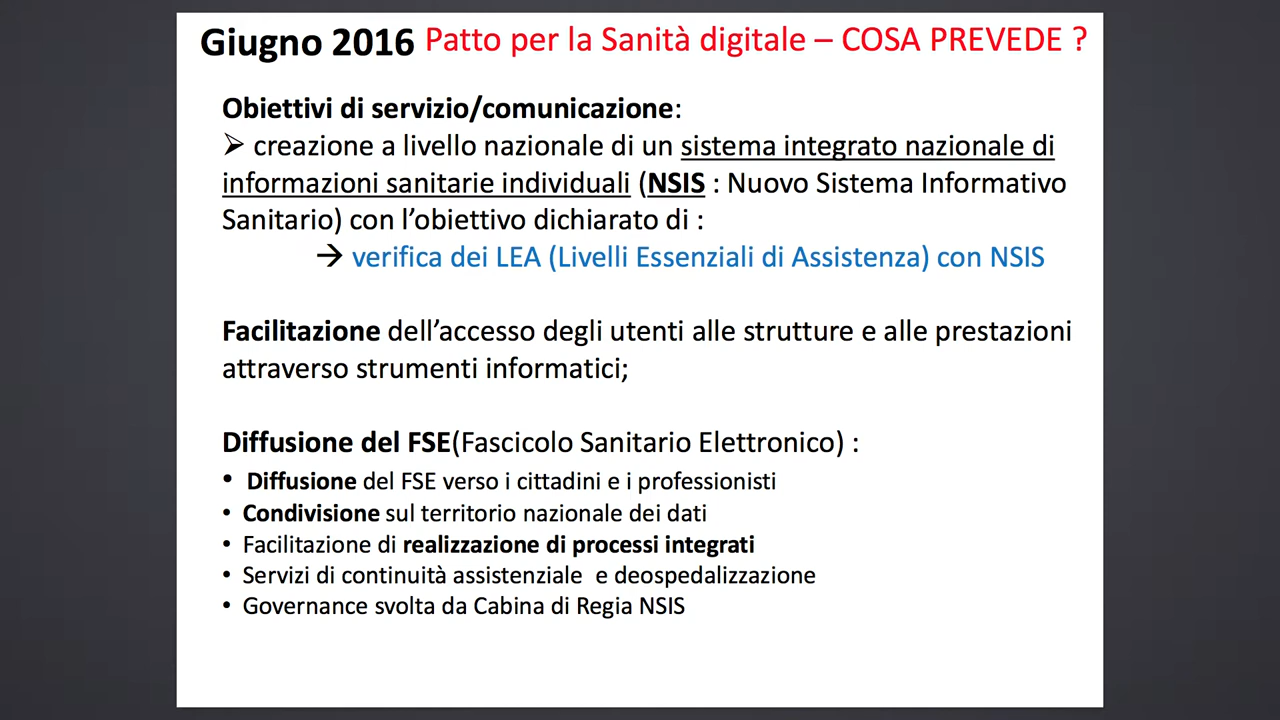 Giugno 2016 Patto per la Sanità digitale – COSA PREVEDE ?
Obiettivi di servizio/comunicazione:
➢ creazione a livello nazionale di un sistema integrato nazionale di
informazioni sanitarie individuali (NSIS : Nuovo Sistema Informativo
Sanitario) con l’obiettivo dichiarato di :
→ verifica dei LEA (Livelli Essenziali di Assistenza) con NSIS
Facilitazione dell’accesso degli utenti alle strutture e alle prestazioni
attraverso strumenti informatici;
Diffusione del FSE(Fascicolo Sanitario Elettronico) :
• Diffusione del FSE verso i cittadini e i professionisti
• Condivisione sul territorio nazionale dei dati
• Facilitazione di realizzazione di processi integrati
• Servizi di continuità assistenziale e deospedalizzazione
• Governance svolta da Cabina di Regia NSIS